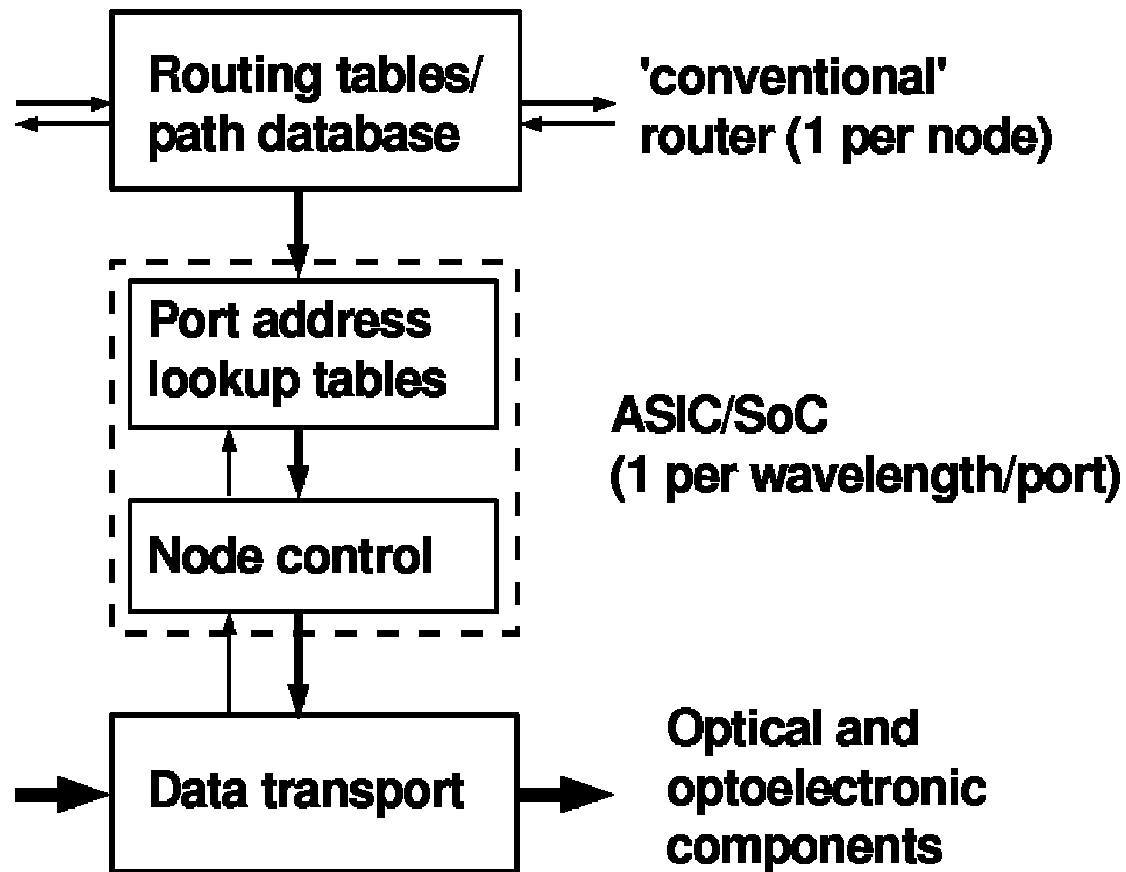 Routing tables/
path database
'conventional'
router (1 per node)
Port address
lookup tables
ASIC/SoC
(1 per wavelength/port)
Node control
Data transport
Optical and
optoelectronic
components